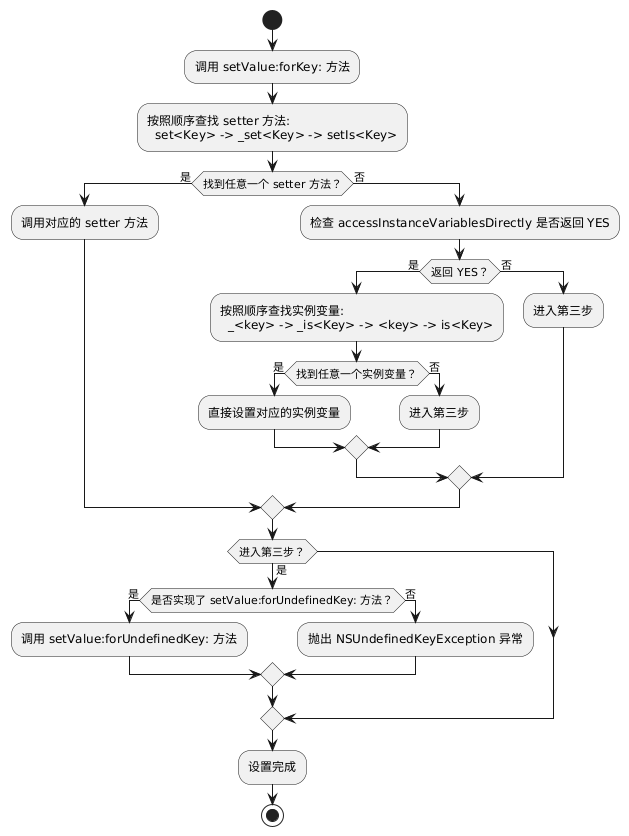 调用 setValue:forKey: 方法
按照顺序查找 setter 方法:
set<Key> -> _set<Key> -> setIs<Key>
是
找到任意一个 setter 方法？
否
调用对应的 setter 方法
检查 accessInstanceVariablesDirectly 是否返回 YES
是
返回 YES？
否
按照顺序查找实例变量:
_<key> -> _is<Key> -> <key> -> is<Key>
进入第三步
是
找到任意一个实例变量？
否
直接设置对应的实例变量
进入第三步
进入第三步？
是
是
是否实现了 setValue:forUndefinedKey: 方法？
否
调用 setValue:forUndefinedKey: 方法
抛出 NSUndefinedKeyException 异常
设置完成